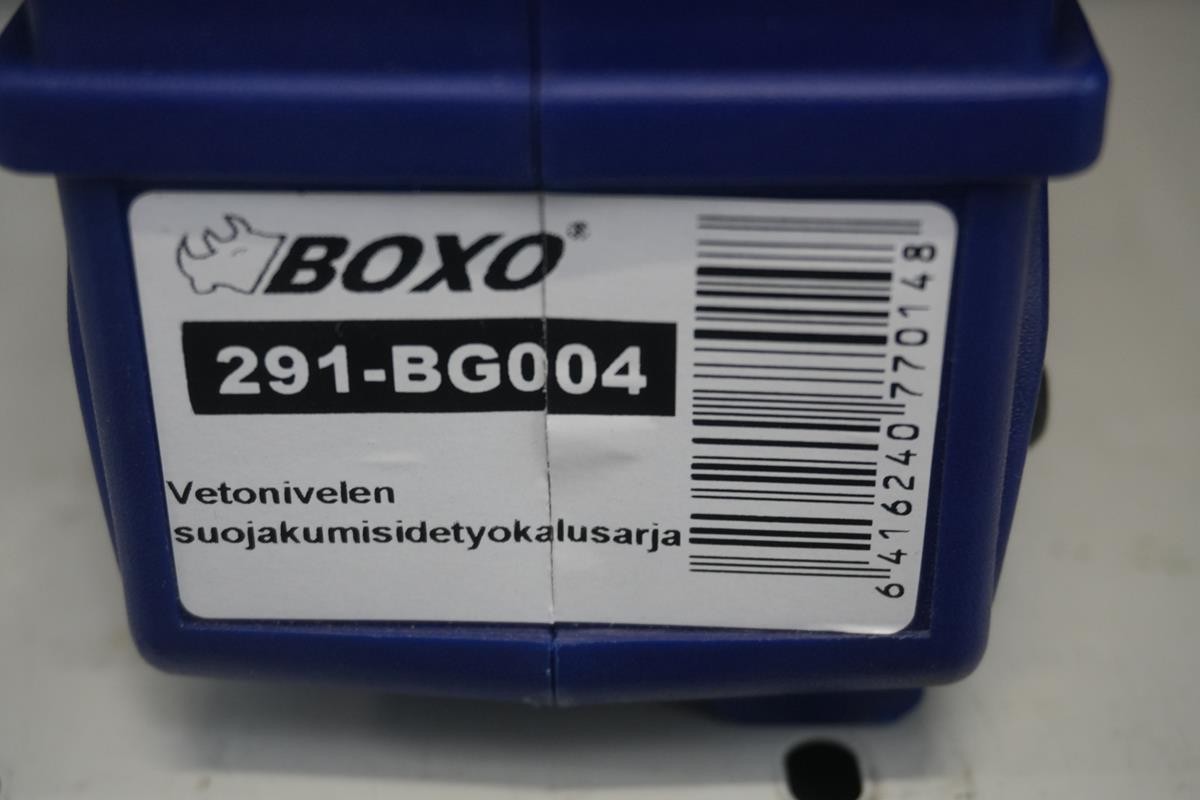 BOXO®
291-BG004
Vetonivelen
suojakumisidetyokalusarja
6416240770148